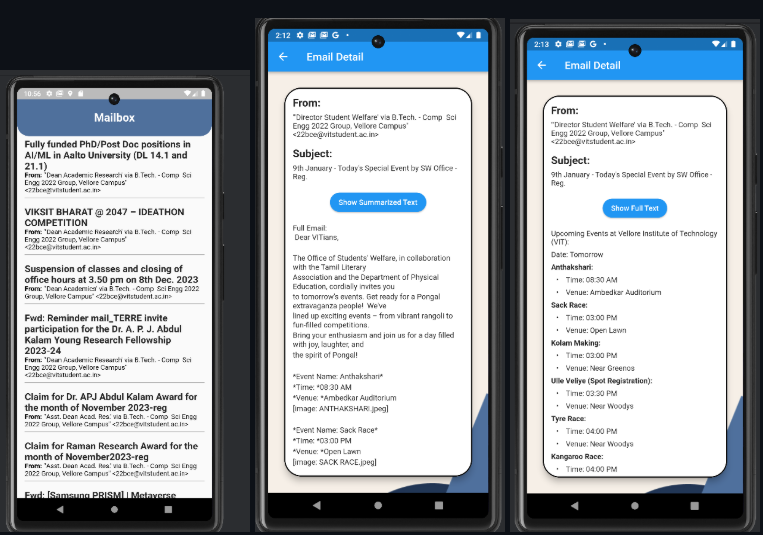 10:56
Mailbox
Fully funded PhD/Post Doc positions in
AI/ML in Aalto University (DL 14.1 and
21.1)
From: "Dean Academic Research' via B.Tech. - Comp Sci
Engg 2022 Group, Vellore Campus"
<22bce@vitstudent.ac.in>
VIKSIT BHARAT @ 2047 – IDEATHON
COMPETITION
From: "Dean Academic Research' via B.Tech. - Comp Sci
Engg 2022 Group, Vellore Campus"
<22bce@vitstudent.ac.in>
Suspension of classes and closing of
office hours at 3.50 pm on 8th Dec. 2023
From: "Dean Academics' via B.Tech. - Comp Sci Engg 2022
Group, Vellore Campus" <22bce@vitstudent.ac.in>
Fwd: Reminder mail_TERRE invite
participation for the Dr. A. P. J. Abdul
Kalam Young Research Fellowship
2023-24
From: "Dean Academic Research' via B.Tech. - Comp Sci
Engg 2022 Group, Vellore Campus"
<22bce@vitstudent.ac.in>
Claim for Dr. APJ Abdul Kalam Award for
the month of November 2023-reg
From: "Asst. Dean Acad. Res.' via B.Tech. - Comp Sci Engg
2022 Group, Vellore Campus" <22bce@vitstudent.ac.in>
Claim for Raman Research Award for the
month of November2023-reg
From: "Asst. Dean Acad. Res.' via B.Tech. - Comp Sci Engg
2022 Group, Vellore Campus" <22bce@vitstudent.ac.in>
Fwd: [Samsung PRISM] | Metaverse
2:12 G
Email Detail
From:
"'Director Student Welfare' via B.Tech. - Comp Sci
Engg 2022 Group, Vellore Campus"
<22bce@vitstudent.ac.in>
Subject:
9th January - Today's Special Event by SW Office -
Reg.
Show Summarized Text
Full Email:
Dear VITians,
The Office of Students' Welfare, in collaboration
with the Tamil Literary
Association and the Department of Physical
Education, cordially invites you
to tomorrow's events. Get ready for a Pongal
extravaganza people! We've
lined up exciting events – from vibrant rangoli to
fun-filled competitions.
Bring your enthusiasm and join us for a day filled
with joy, laughter, and
the spirit of Pongal!
*Event Name: Anthakshari*
*Time: *08:30 AM
*Venue: *Ambedkar Auditorium
[image: ANTHAKSHARI.jpeg]
*Event Name: Sack Race*
*Time: *03:00 PM
*Venue: *Open Lawn
[image: SACK RACE.jpeg]
2:13 G
Email Detail
From:
"'Director Student Welfare' via B.Tech. - Comp Sci
Engg 2022 Group, Vellore Campus"
<22bce@vitstudent.ac.in>
Subject:
9th January - Today's Special Event by SW Office -
Reg.
Show Full Text
Upcoming Events at Vellore Institute of Technology
(VIT):
Date: Tomorrow
Anthakshari:
• Time: 08:30 AM
• Venue: Ambedkar Auditorium
Sack Race:
• Time: 03:00 PM
• Venue: Open Lawn
Kolam Making:
• Time: 03:00 PM
• Venue: Near Greenos
Ulle Veliye (Spot Registration):
• Time: 03:30 PM
• Venue: Near Woodys
Tyre Race:
• Time: 04:00 PM
• Venue: Near Woodys
Kangaroo Race:
• Time: 04:00 PM